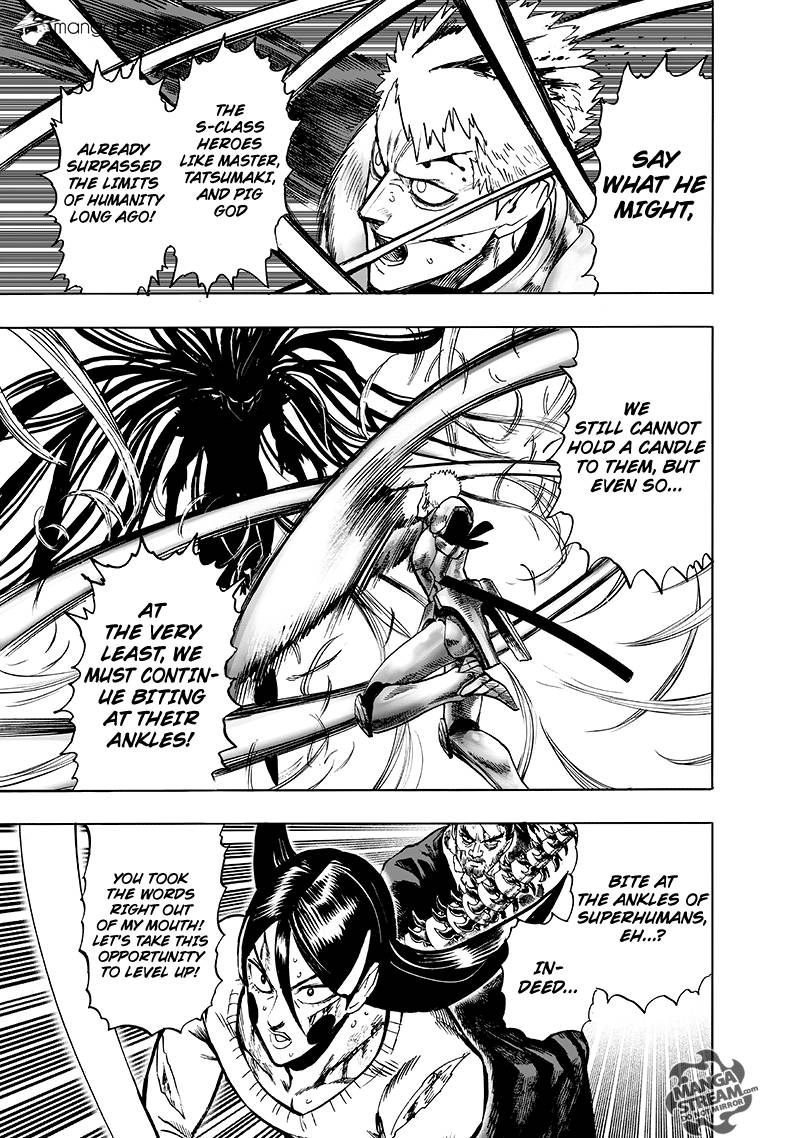 mangapanda
SAY
WHAT HE
MIGHT,
THE
S-CLASS
HEROES
LIKE MASTER,
TATSUMAKI,
AND PIG
GOD
ALREADY
SURPASSED
THE LIMITS
OF HUMANITY
LONG AGO!
WE
STILL CANNOT
HOLD A CANDLE
TO THEM, BUT
EVEN SO...
AT
THE VERY
LEAST, WE
MUST CONTIN-
UE BITING
AT THEIR
ANKLES!
BITE AT
THE ANKLES OF
SUPERHUMANS,
EH...?
IN-
DEED...
YOU TOOK
THE WORDS
RIGHT OUT
OF MY MOUTH!
LET'S TAKE THIS
OPPORTUNITY
TO LEVEL UP!
MANGA
STREAM.com
DO NOT MIRROR